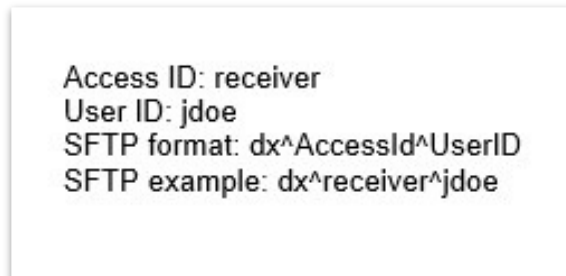 Access ID: receiver
User ID: jdoe
SFTP format: dx^AccessId^UserID
SFTP example: dx^receiver^jdoe